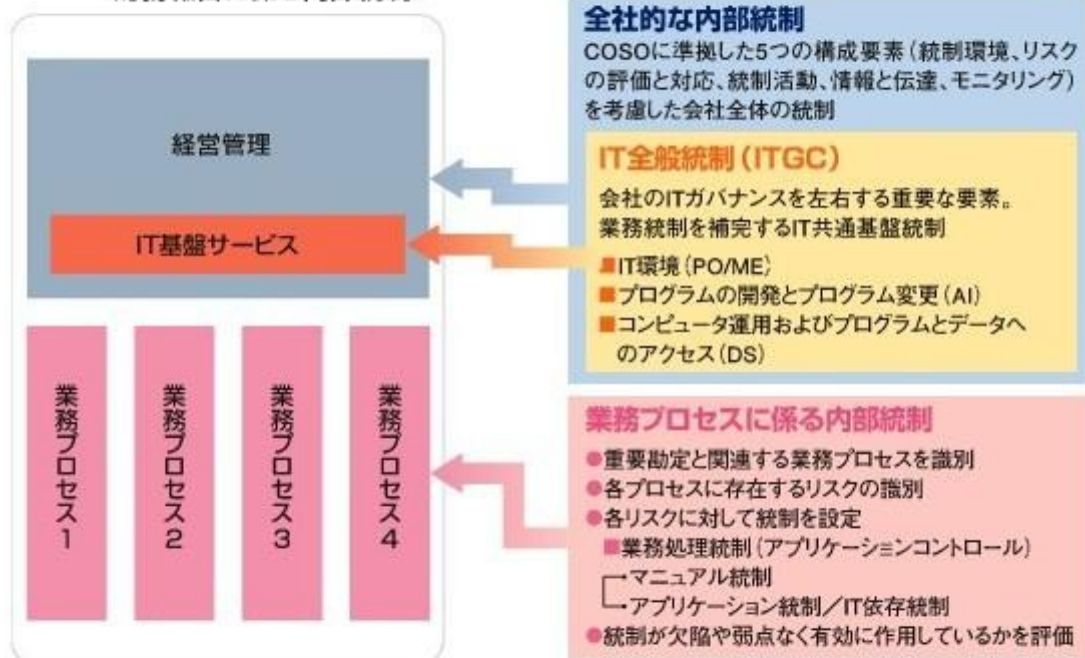 経営管理
IT基盤サービス
業務プロセス1
業務プロセス2
業務プロセス3
業務プロセス4
全社的な内部統制
COSOに準拠した5つの構成要素（統制環境、リスク
の評価と対応、統制活動、情報と伝達、モニタリング）
を考慮した会社全体の統制
IT全般統制（ITGC）
会社のITガバナンスを左右する重要な要素。
業務統制を補完するIT共通基盤統制
■IT環境（PO/ME）
■プログラムの開発とプログラム変更（AI）
■コンピュータ運用およびプログラムとデータへ
のアクセス（DS）
業務プロセスに係る内部統制
●重要勘定と関連する業務プロセスを識別
●各プロセスに存在するリスクの識別
●各リスクに対して統制を設定
■業務処理統制（アプリケーションコントロール）
マニュアル統制
アプリケーション統制／IT依存統制
●統制が欠陥や弱点なく有効に作用しているかを評価